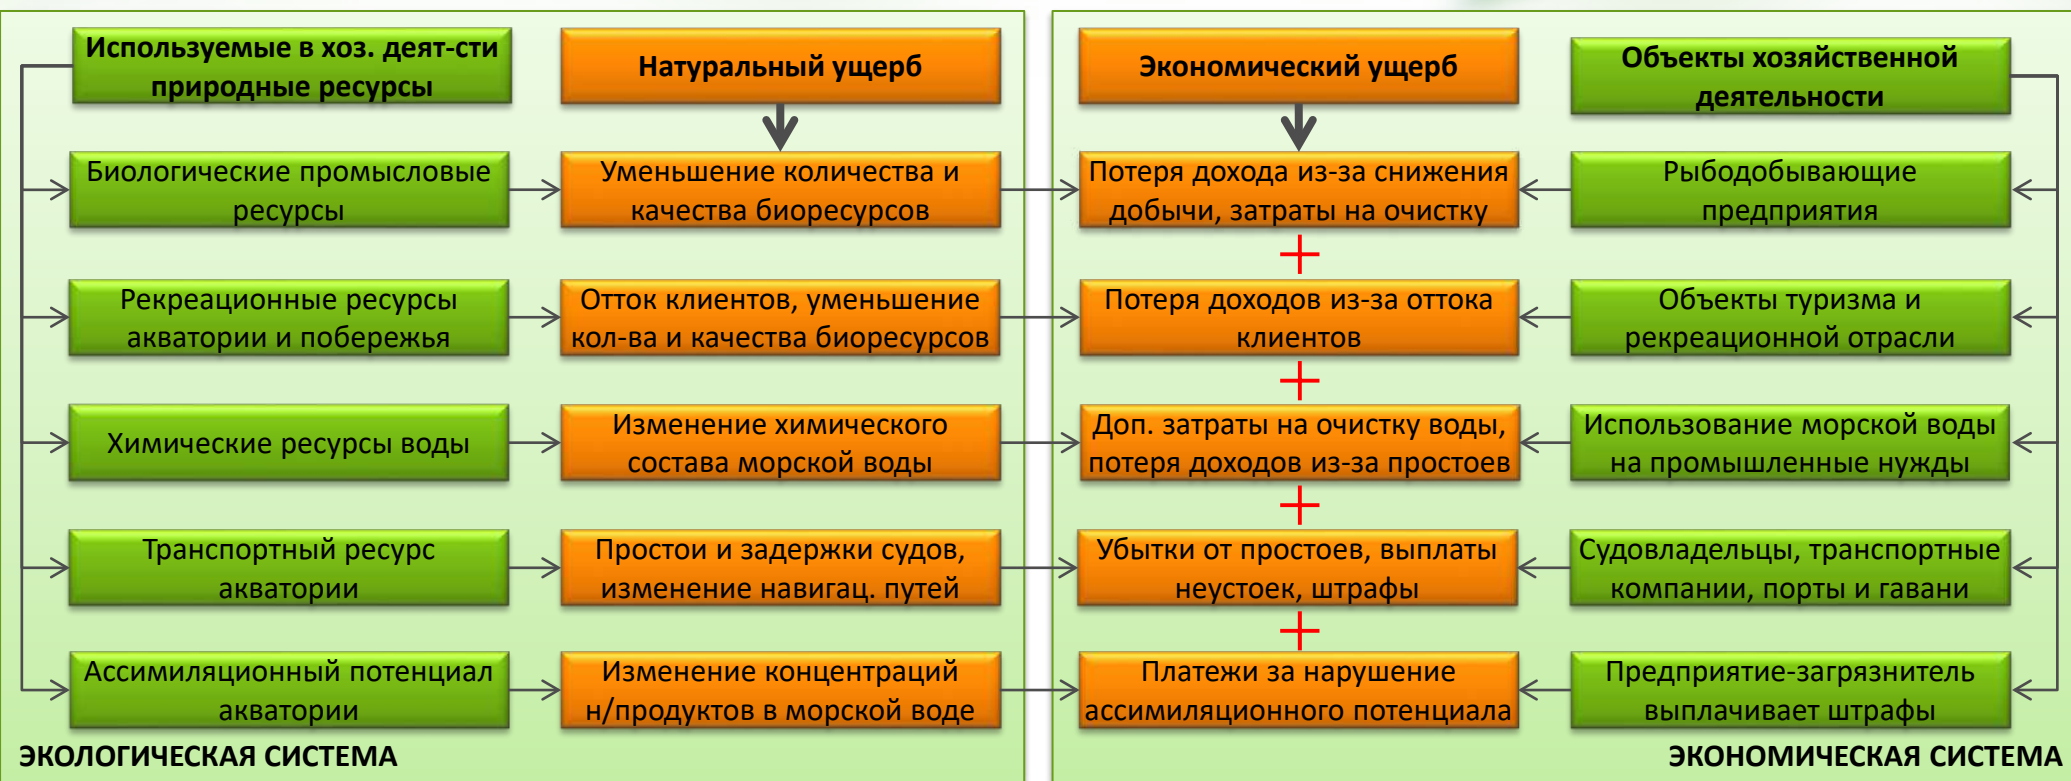 Используемые в хоз. деят-сти
природные ресурсы
Натуральный ущерб
Экономический ущерб
Объекты хозяйственной
деятельности
Биологические промысловые
ресурсы
Уменьшение количества и
качества биоресурсов
Потеря дохода из-за снижения
добычи, затраты на очистку
Рыбодобывающие
предприятия
+
Рекреационные ресурсы
акватории и побережья
Отток клиентов, уменьшение
кол-ва и качества биоресурсов
Потеря доходов из-за оттока
клиентов
Объекты туризма и
рекреационной отрасли
+
Химические ресурсы воды
Изменение химического
состава морской воды
Доп. затраты на очистку воды,
потеря доходов из-за простоев
Использование морской воды
на промышленные нужды
+
Транспортный ресурс
акватории
Простои и задержки судов,
изменение навигац. путей
Убытки от простоев, выплаты
неустоек, штрафы
Судовладельцы, транспортные
компании, порты и гавани
+
Ассимиляционный потенциал
акватории
Изменение концентраций
н/продуктов в морской воде
Платежи за нарушение
ассимиляционного потенциала
Предприятие-загрязнитель
выплачивает штрафы
ЭКОЛОГИЧЕСКАЯ СИСТЕМА
ЭКОНОМИЧЕСКАЯ СИСТЕМА